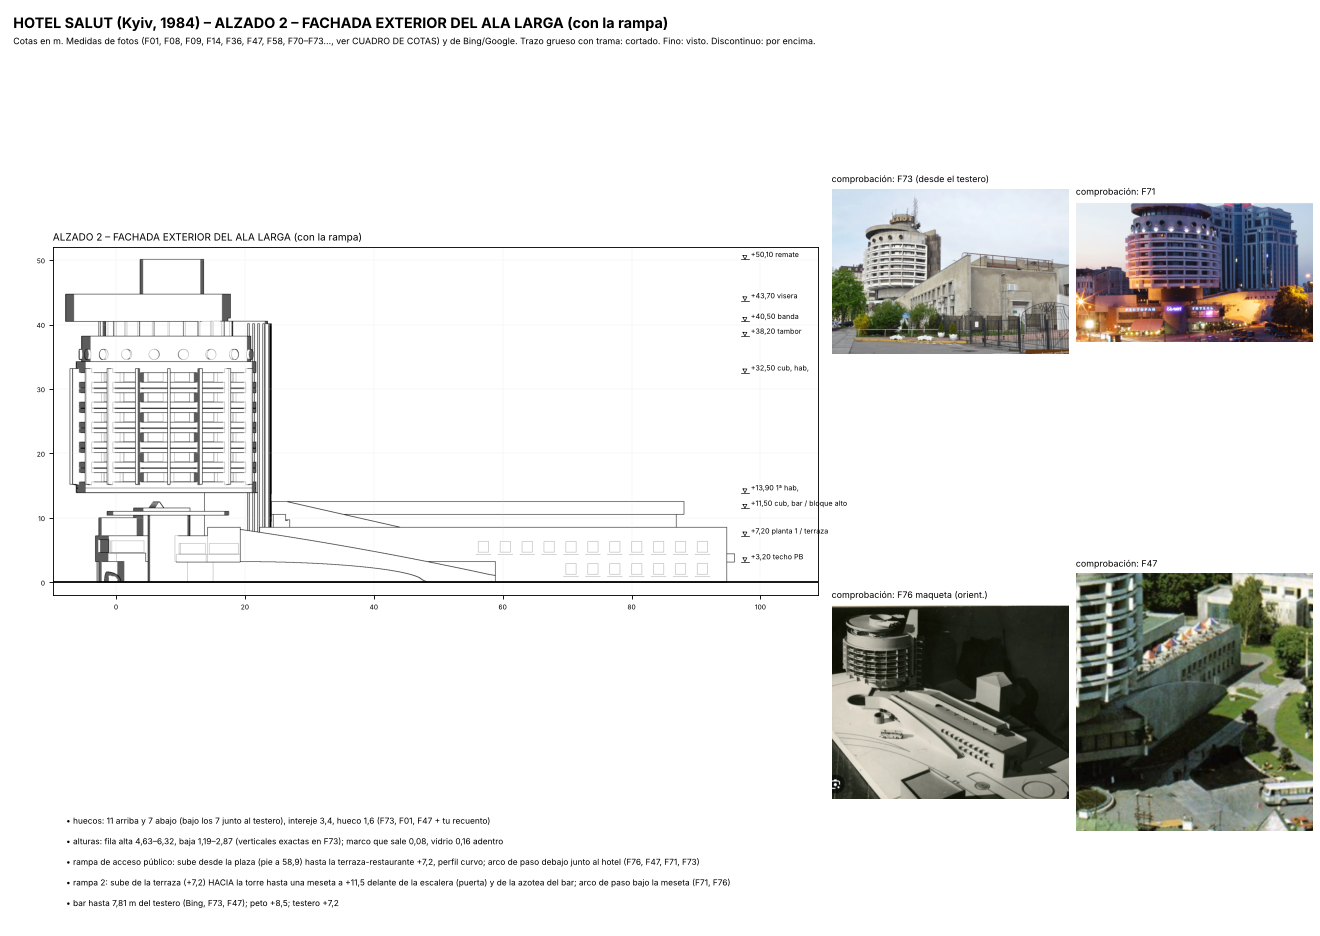 HOTEL SALUT (Kyiv, 1984) – ALZADO 2 – FACHADA EXTERIOR DEL ALA LARGA (con la rampa)
Cotas en m. Medidas de fotos (F01, F08, F09, F14, F36, F47, F58, F70–F73..., ver CUADRO DE COTAS) y de Bing/Google. Trazo grueso con trama: cortado. Fino: visto. Discontinuo: por encima.
comprobación: F73 (desde el testero)
comprobación: F71
ALZADO 2 – FACHADA EXTERIOR DEL ALA LARGA (con la rampa)
+50,10 remate
+43,70 visera
+40,50 banda
+38,20 tambor
+32,50 cub, hab,
+13,90 1ª hab,
+11,50 cub, bar / bloque alto
+7,20 planta 1 / terraza
+3,20 techo PB
50
40
30
20
10
0
0
20
40
60
80
100
comprobación: F47
comprobación: F76 maqueta (orient.)
• huecos: 11 arriba y 7 abajo (bajo los 7 junto al testero), intereje 3,4, hueco 1,6 (F73, F01, F47 + tu recuento)
• alturas: fila alta 4,63–6,32, baja 1,19–2,87 (verticales exactas en F73); marco que sale 0,08, vidrio 0,16 adentro
• rampa de acceso público: sube desde la plaza (pie a 58,9) hasta la terraza-restaurante +7,2, perfil curvo; arco de paso debajo junto al hotel (F76, F47, F71, F73)
• rampa 2: sube de la terraza (+7,2) HACIA la torre hasta una meseta a +11,5 delante de la escalera (puerta) y de la azotea del bar; arco de paso bajo la meseta (F71, F76)
• bar hasta 7,81 m del testero (Bing, F73, F47); peto +8,5; testero +7,2